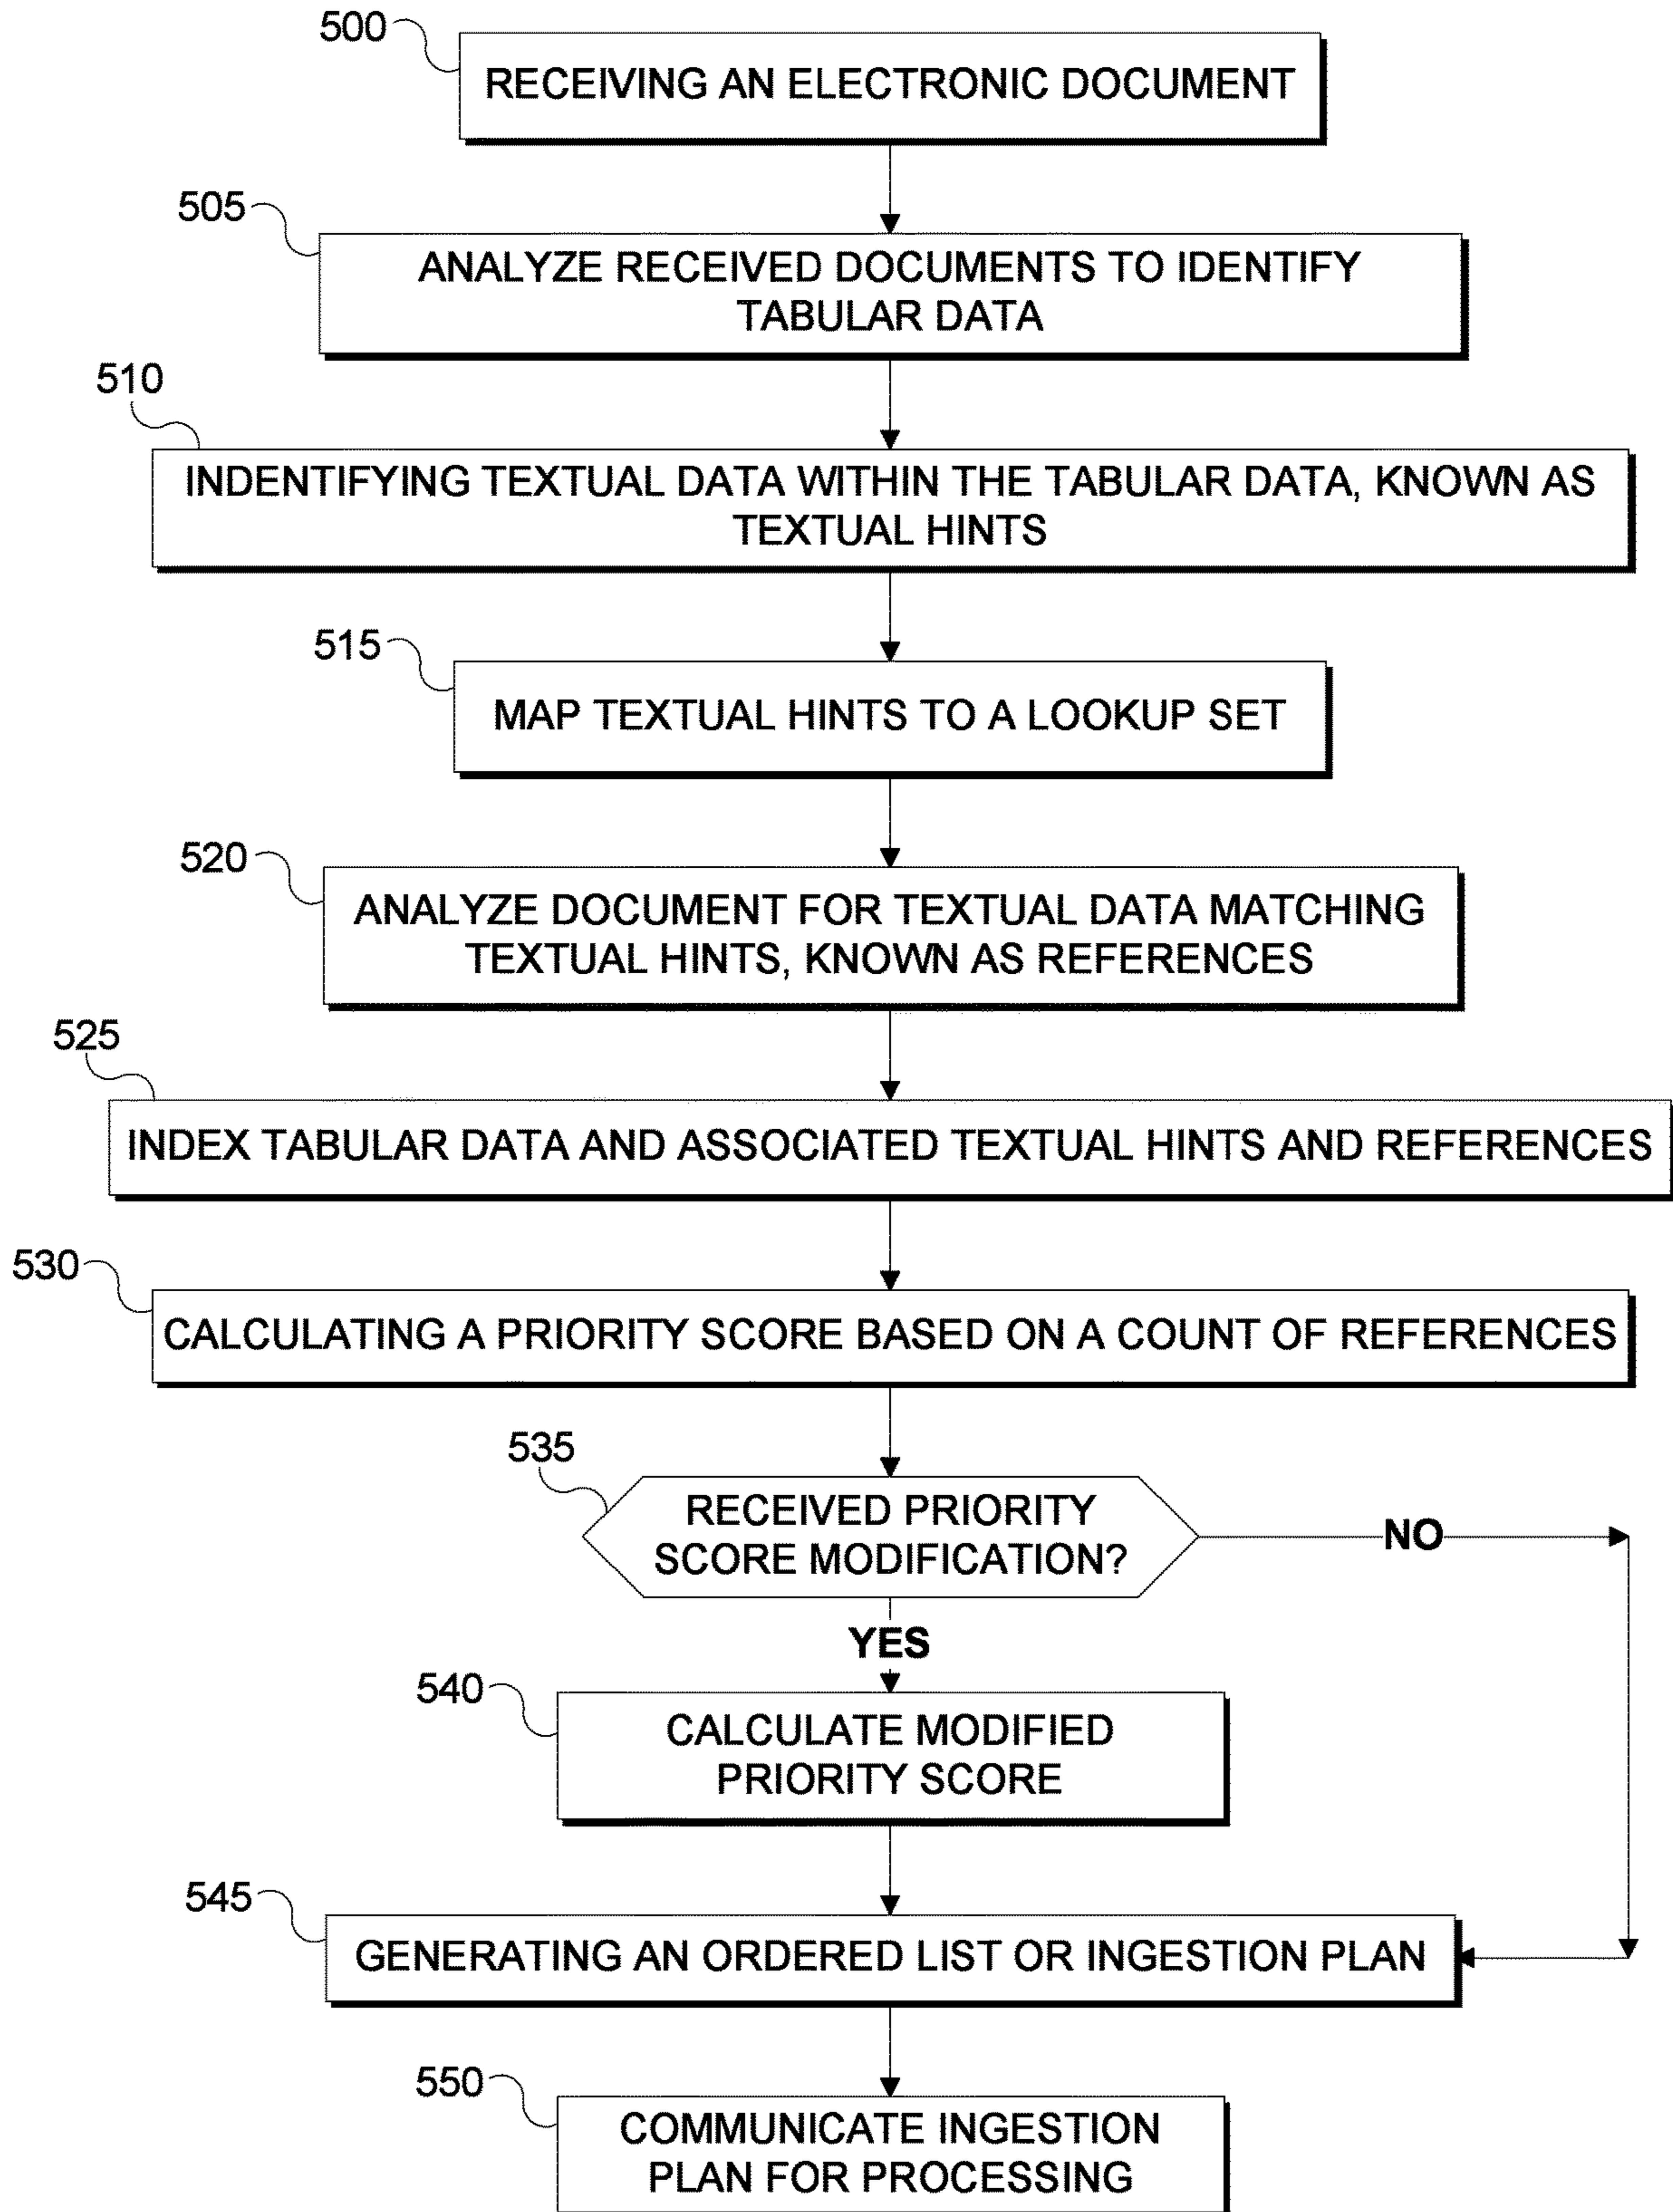 500
RECEIVING AN ELECTRONIC DOCUMENT
505
ANALYZE RECEIVED DOCUMENTS TO IDENTIFY
TABULAR DATA
510
INDENTIFYING TEXTUAL DATA WITHIN THE TABULAR DATA, KNOWN AS
TEXTUAL HINTS
515
MAP TEXTUAL HINTS TO A LOOKUP SET
520
ANALYZE DOCUMENT FOR TEXTUAL DATA MATCHING
TEXTUAL HINTS, KNOWN AS REFERENCES
525
INDEX TABULAR DATA AND ASSOCIATED TEXTUAL HINTS AND REFERENCES
530
CALCULATING A PRIORITY SCORE BASED ON A COUNT OF REFERENCES
535
RECEIVED PRIORITY
SCORE MODIFICATION?
NO
YES
540
CALCULATE MODIFIED
PRIORITY SCORE
545
GENERATING AN ORDERED LIST OR INGESTION PLAN
550
COMMUNICATE INGESTION
PLAN FOR PROCESSING